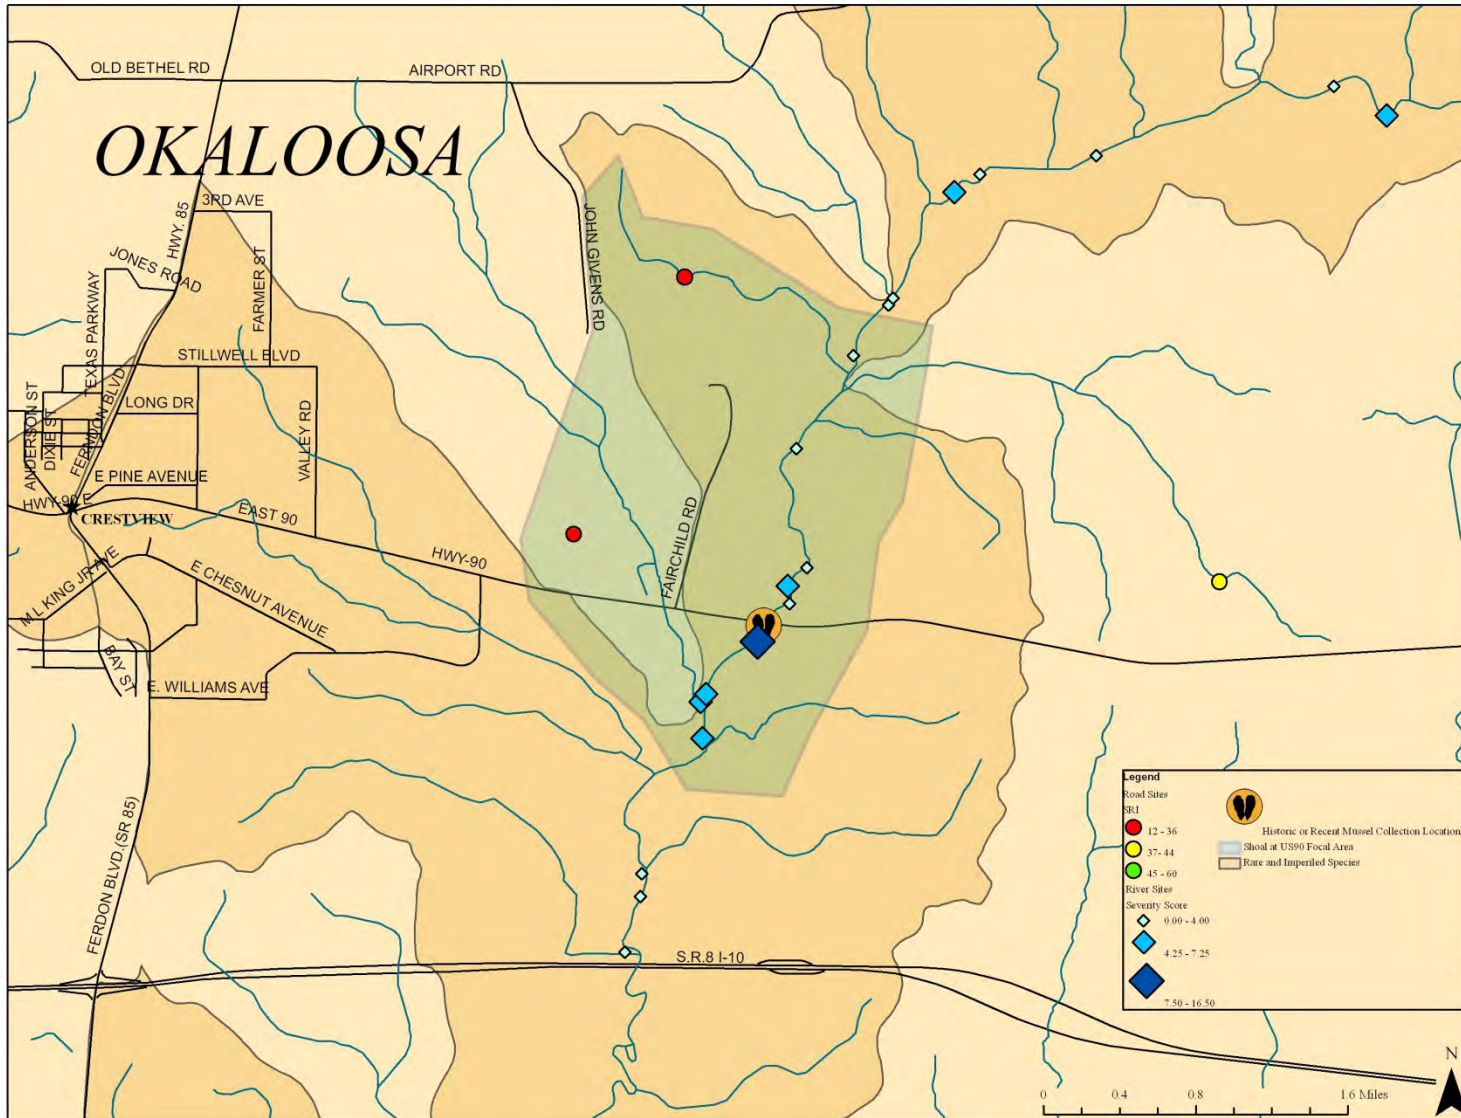 OLD BETHEL RD
AIRPORT RD
OKALOOSA
3RD AVE
HWY. 85
JONES ROAD
FARMER ST
JOHN GIVENS RD
TEXAS PARKWAY
STILLWELL BLVD
ANDERSON ST
DIXIE ST
FERNDON BLVD
LONG DR
VALLEY RD
E PINE AVENUE
HWY-90 E
CRESTVIEW
EAST 90
HWY-90
FAIRCHILD RD
M L KING JR AVE
E CHESNUT AVENUE
BAY ST
E. WILLIAMS AVE
FERDON BLVD.(SR 85)
S.R.8 I-10
Legend
Road Sites
SRI
12 - 36
37- 44
45 - 60
River Sites
Severity Score
0.00 - 4.00
4.25 - 7.25
7.50 - 16.50
Historic or Recent Mussel Collection Location
Shoal at US90 Focal Area
Rare and Imperiled Species
N
0 0.4 0.8 1.6 Miles